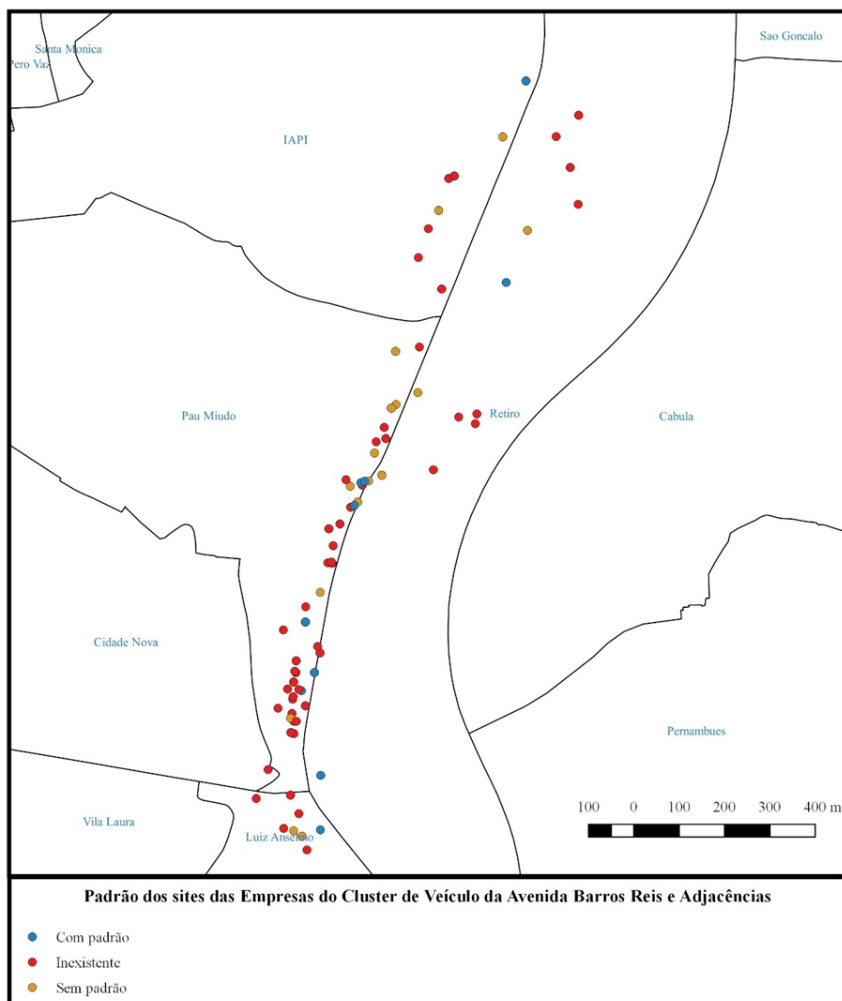 Santa Monica
Pero Vaz
Sao Goncalo
IAPI
Pau Miudo
Retiro
Cabula
Cidade Nova
Pernambues
Vila Laura
Luiz Anselmo
100 0 100 200 300 400 m
Padrão dos sites das Empresas do Cluster de Veículo da Avenida Barros Reis e Adjacências
Com padrão
Inexistente
Sem padrão